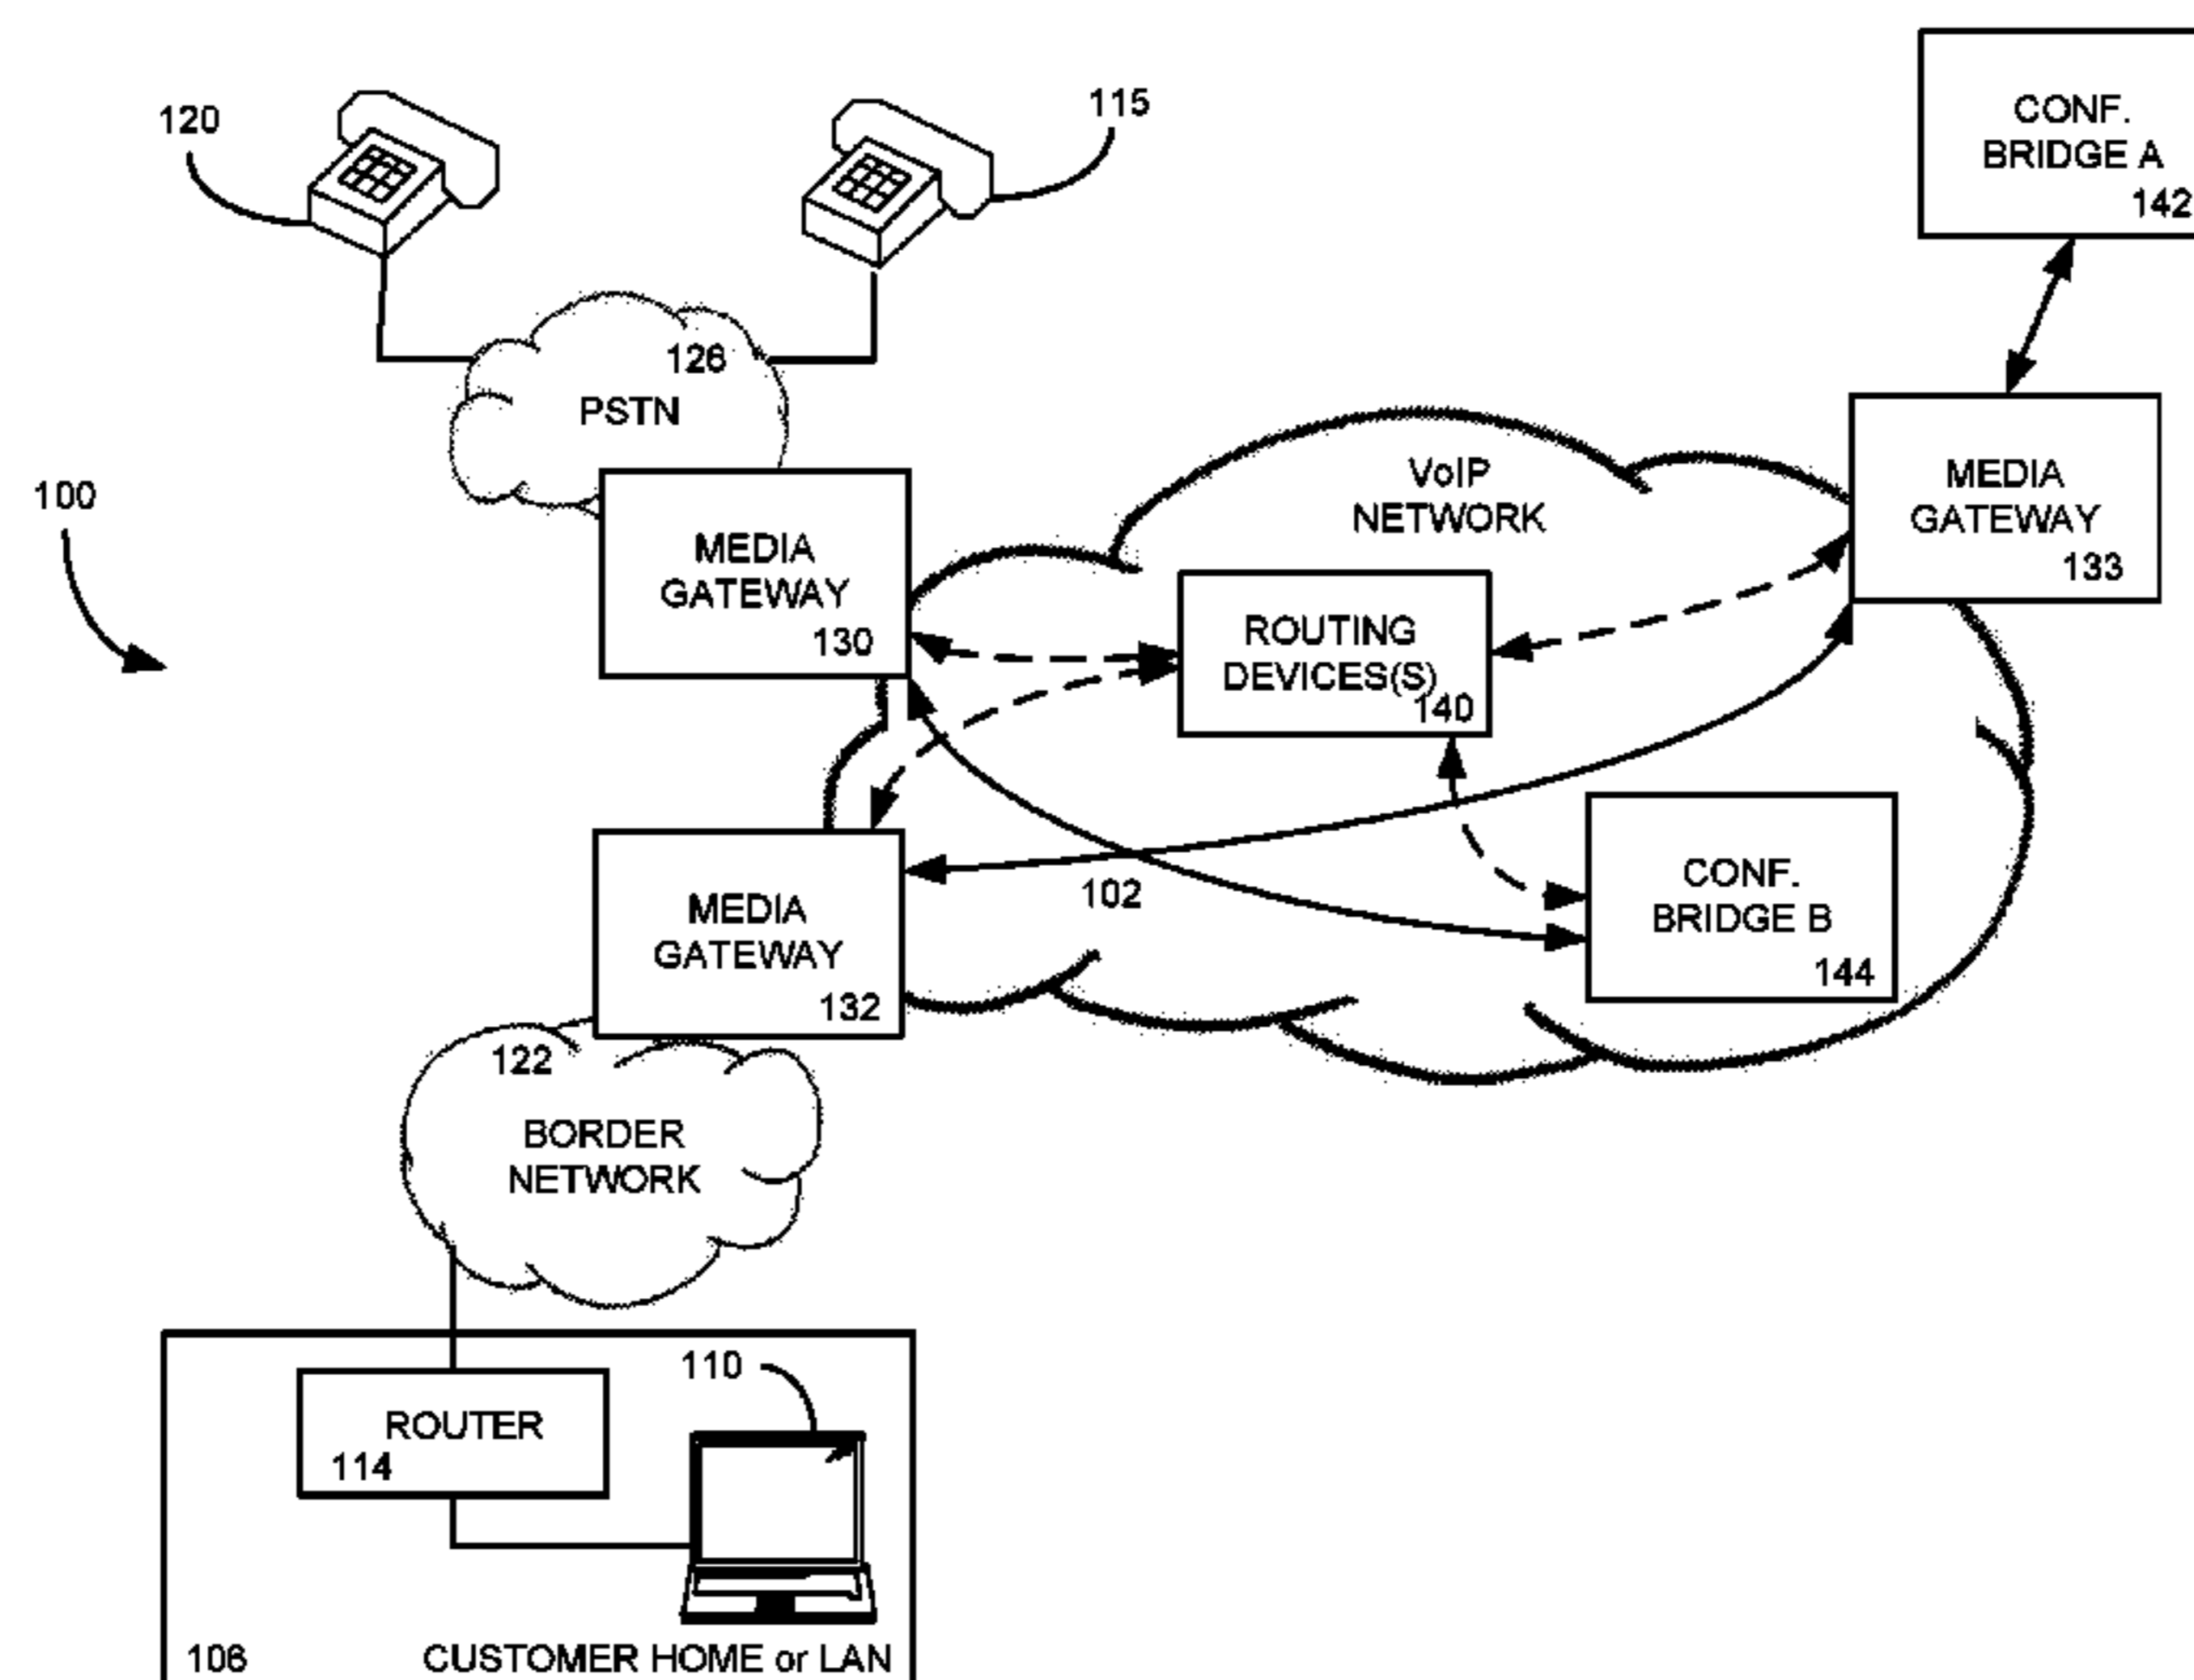 120
115
CONF.
BRIDGE A
142
126
PSTN
100
VoIP
NETWORK
MEDIA
GATEWAY
133
MEDIA
GATEWAY
130
ROUTING
DEVICES(S)
140
102
CONF.
BRIDGE B
144
MEDIA
GATEWAY
132
122
BORDER
NETWORK
110
ROUTER
114
106
CUSTOMER HOME or LAN